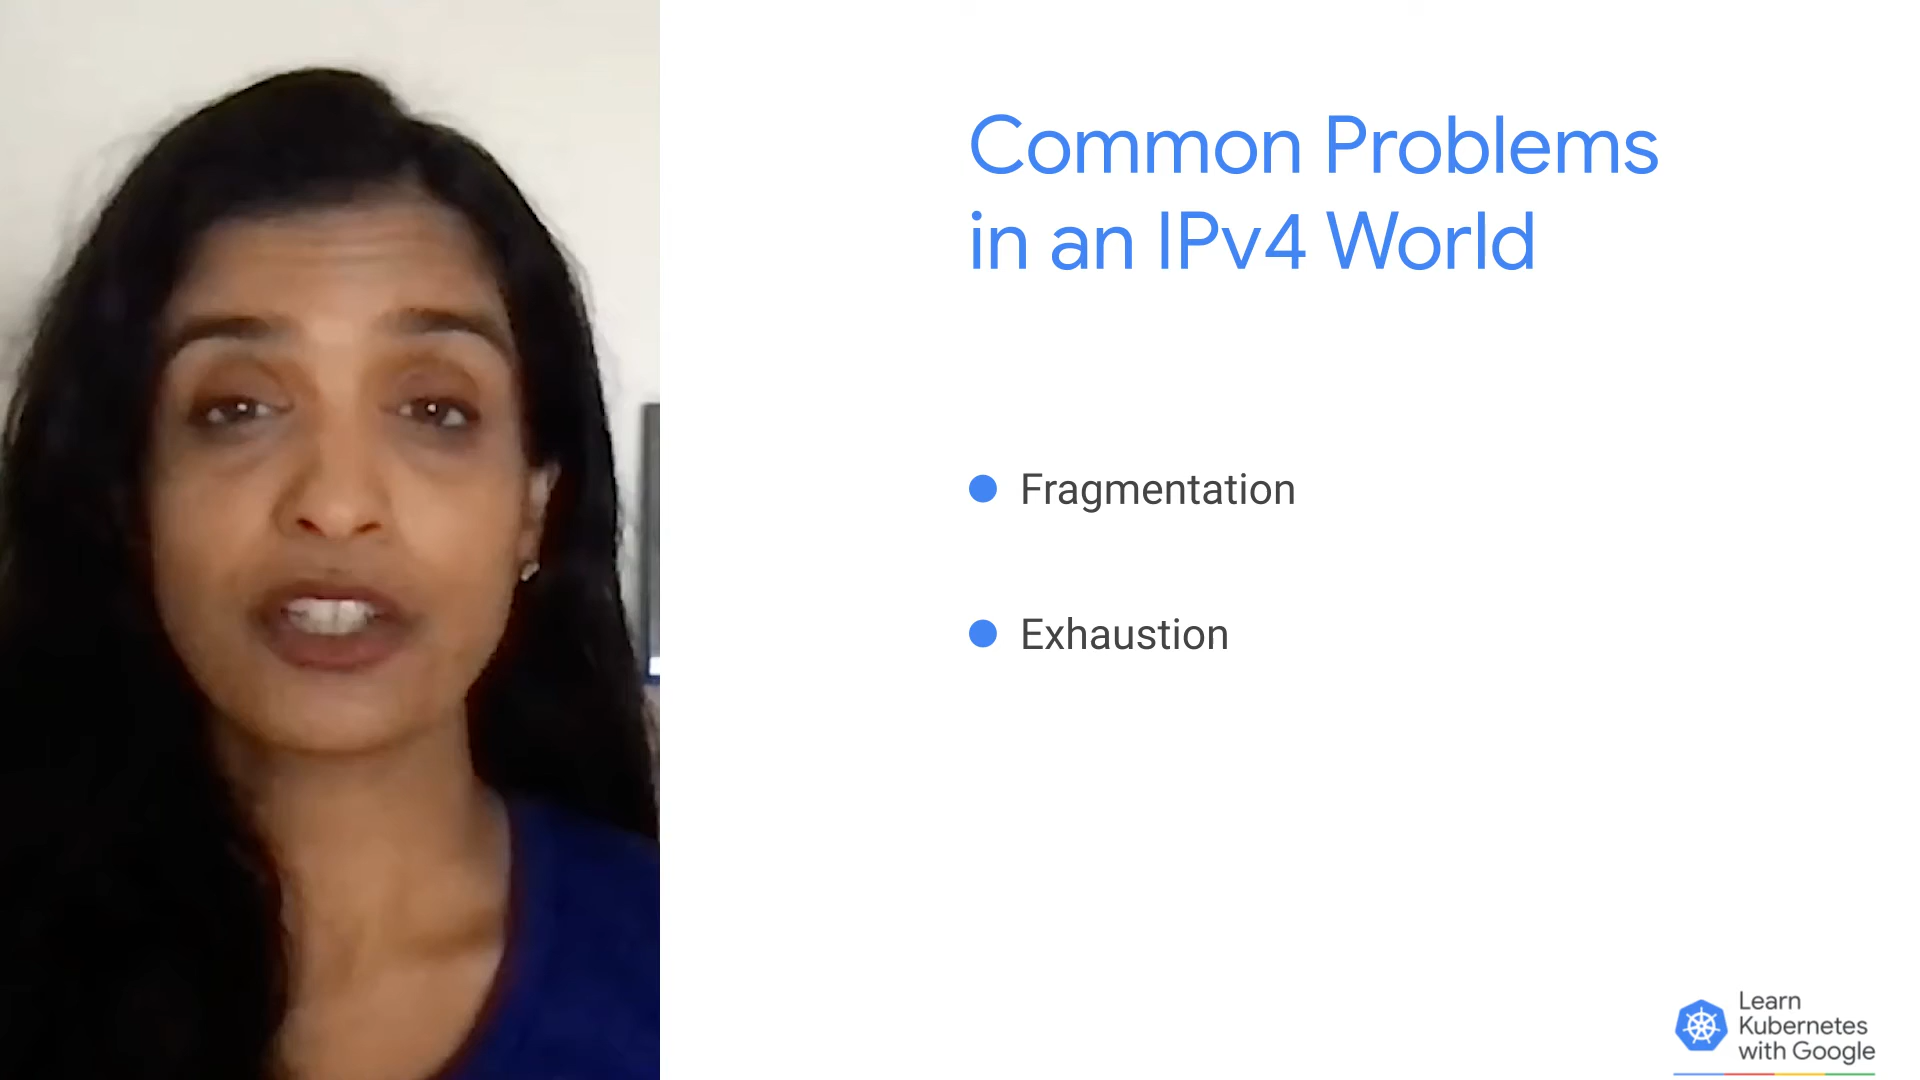 Common Problems
in an IPv4 World
Fragmentation
Exhaustion
Learn
Kubernetes
with Google